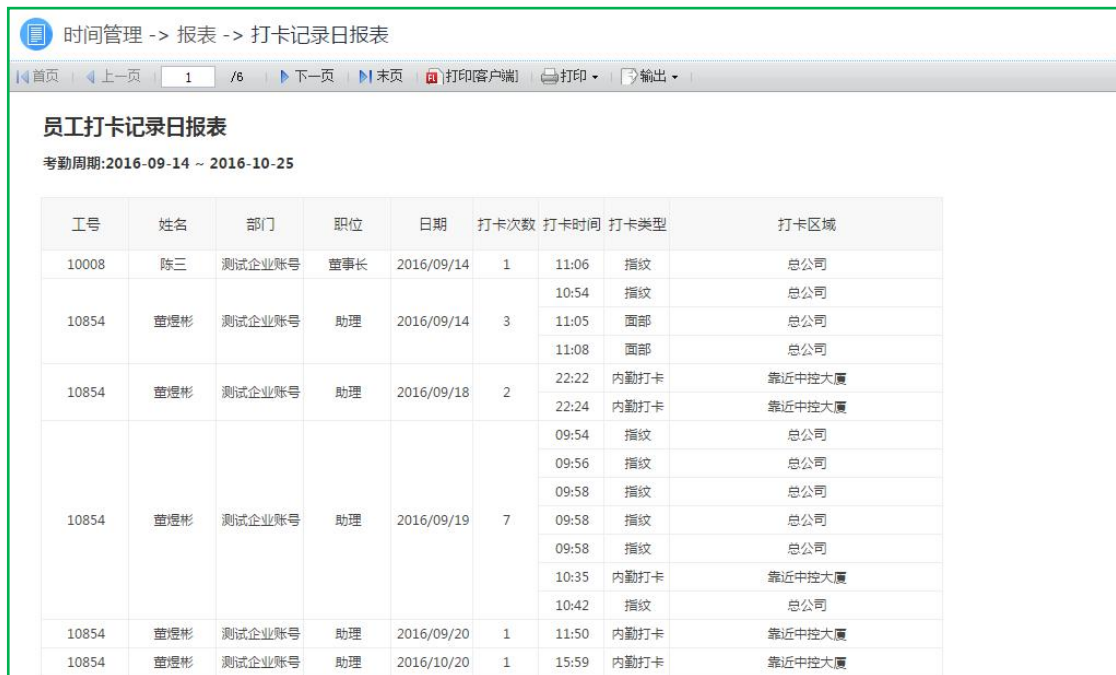 时间管理 -> 报表 -> 打卡记录日报表
首页 上一页 1 /6 下一页 末页 打印[客户端] 打印 输出
员工打卡记录日报表
考勤周期:2016-09-14 ~ 2016-10-25
工号 姓名 部门 职位 日期 打卡次数 打卡时间 打卡类型 打卡区域
10008 陈三 测试企业账号 董事长 2016/09/14 1 11:06 指纹 总公司
10:54 指纹 总公司
10854 董煜彬 测试企业账号 助理 2016/09/14 3 11:05 面部 总公司
11:08 面部 总公司
22:22 内勤打卡 靠近中控大厦
10854 董煜彬 测试企业账号 助理 2016/09/18 2
22:24 内勤打卡 靠近中控大厦
09:54 指纹 总公司
09:56 指纹 总公司
09:58 指纹 总公司
10854 董煜彬 测试企业账号 助理 2016/09/19 7 09:58 指纹 总公司
09:58 指纹 总公司
10:35 内勤打卡 靠近中控大厦
10:42 指纹 总公司
10854 董煜彬 测试企业账号 助理 2016/09/20 1 11:50 内勤打卡 靠近中控大厦
10854 董煜彬 测试企业账号 助理 2016/10/20 1 15:59 内勤打卡 靠近中控大厦